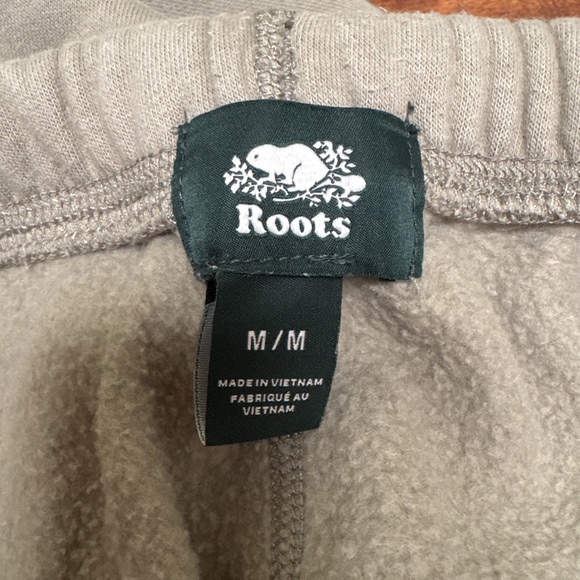 Roots
M/M
MADE IN VIETNAM
FABRIQUÉ AU
VIETNAM